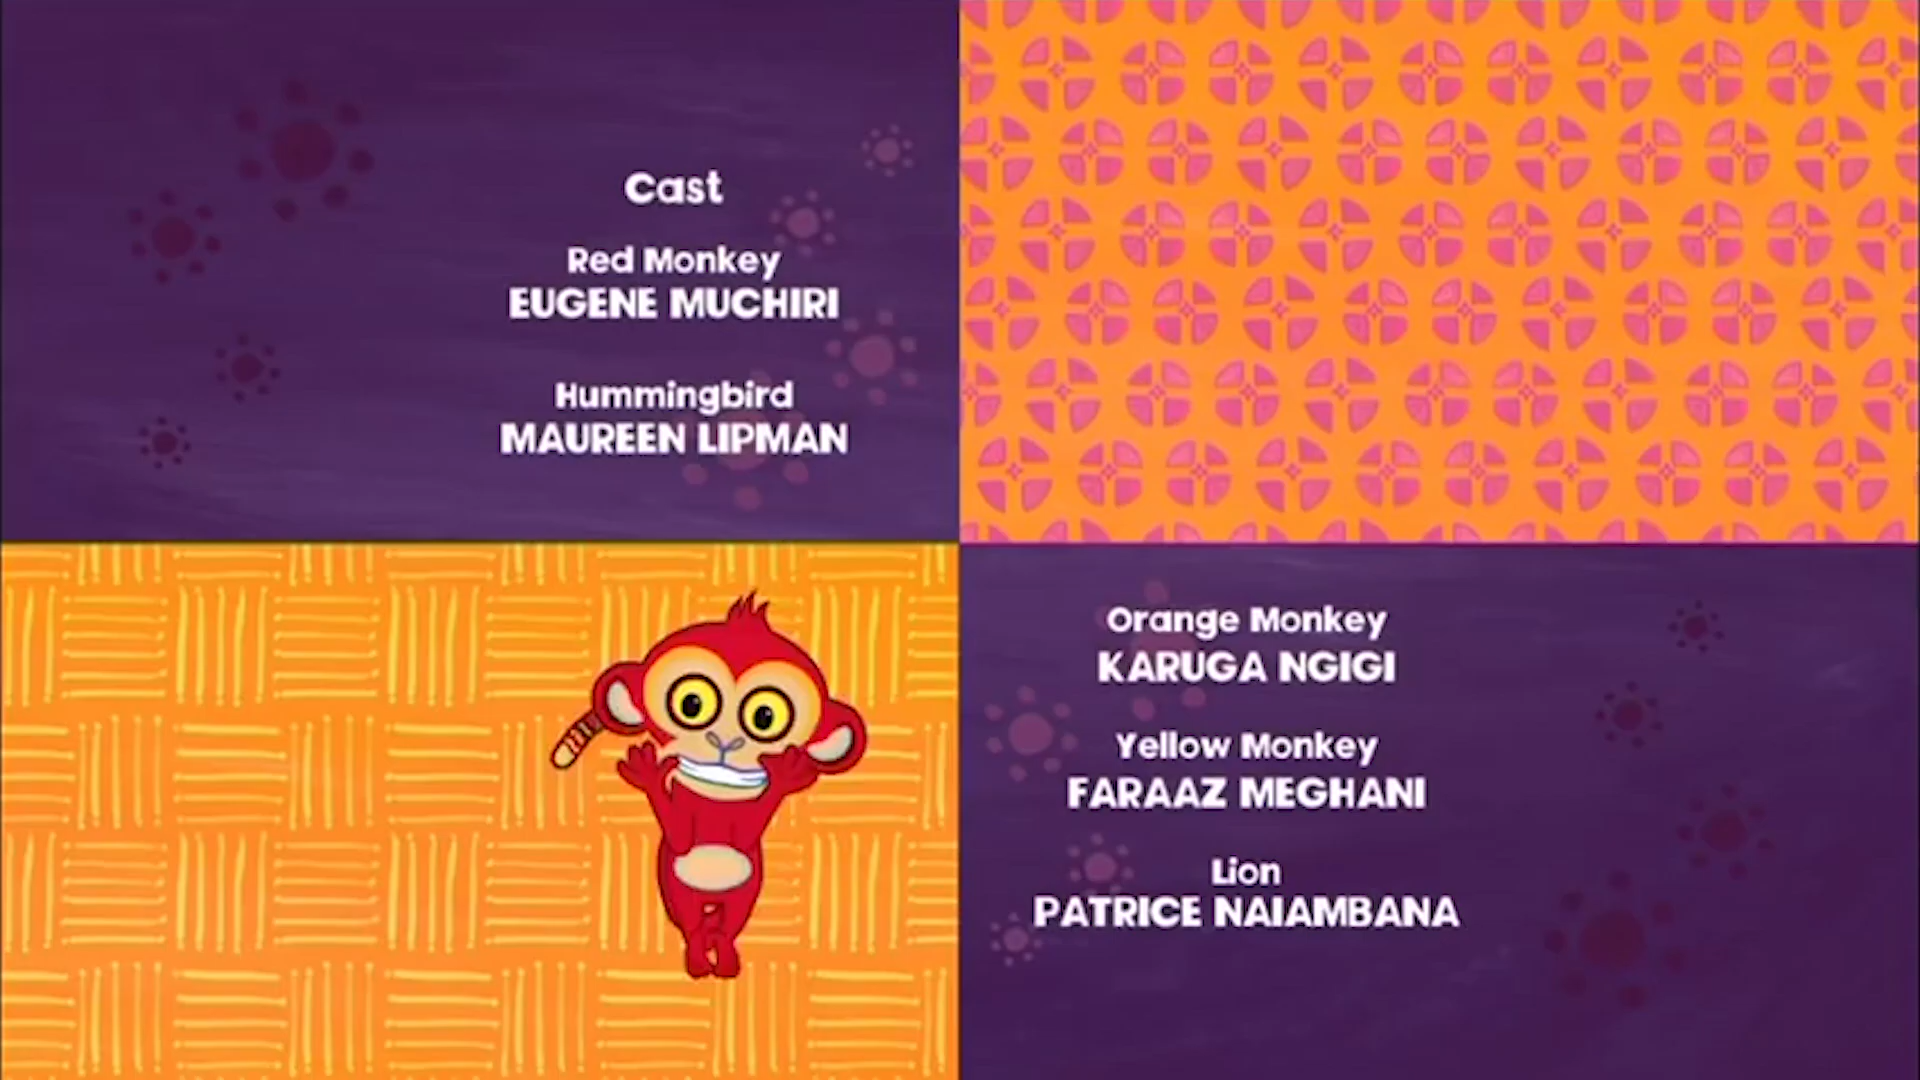 Cast
Red Monkey
EUGENE MUCHIRI
Hummingbird
MAUREEN LIPMAN
Orange Monkey
KARUGA NGIGI
Yellow Monkey
FARAAZ MEGHANI
Lion
PATRICE NAIAMBANA